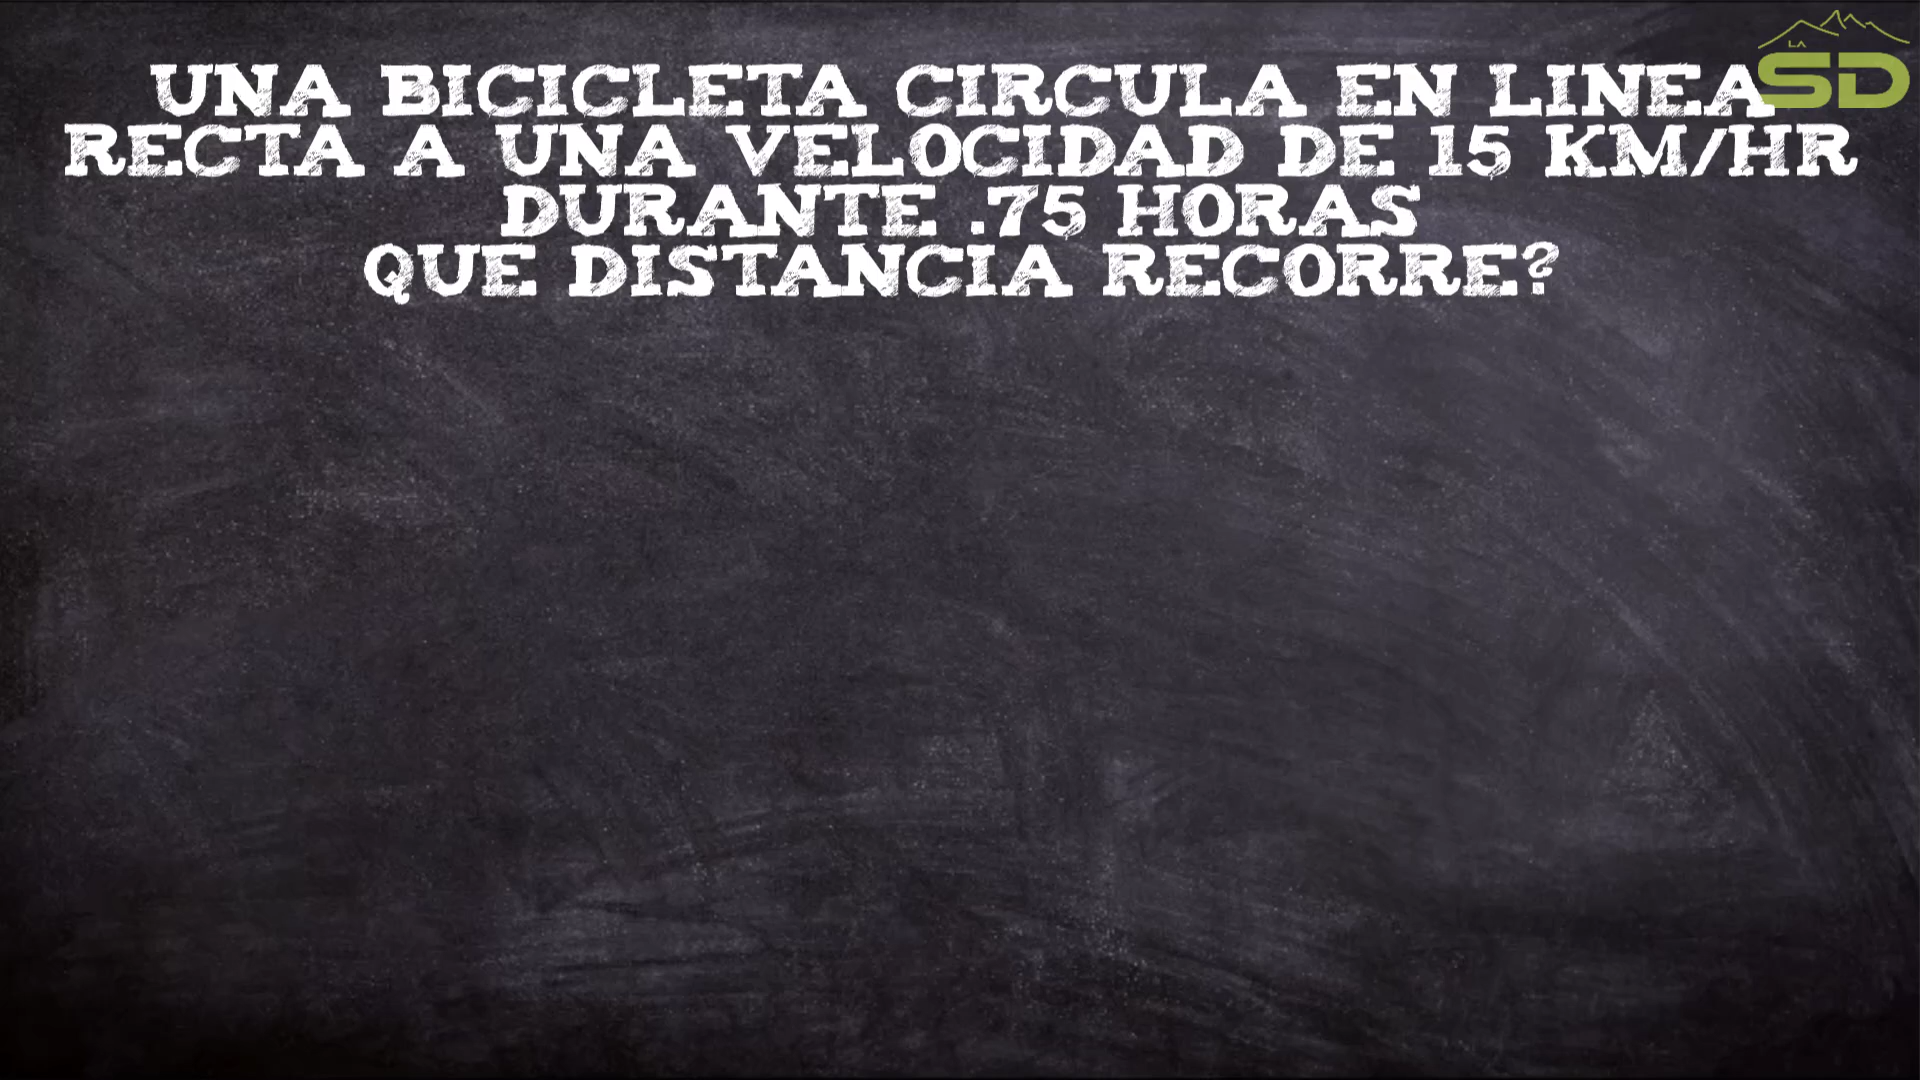 UNA BICICLETA CIRCULA EN LINEA
RECTA A UNA VELOCIDAD DE 15 KM/HR
DURANTE .75 HORAS
QUE DISTANCIA RECORRE?
LA
SD